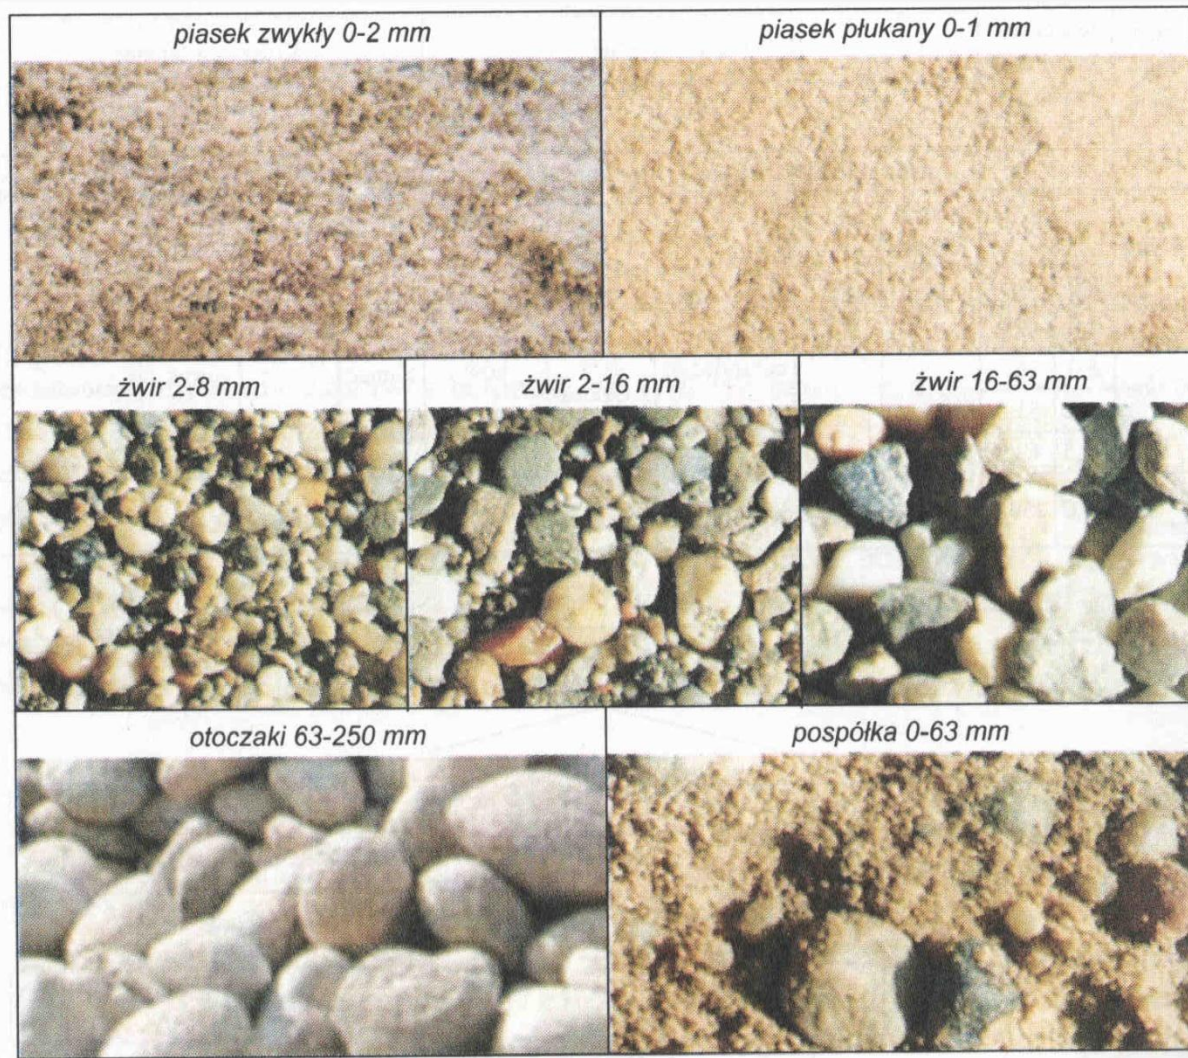 piasek zwykły 0-2 mm
piasek płukany 0-1 mm
żwir 2-8 mm
żwir 2-16 mm
żwir 16-63 mm
otoczaki 63-250 mm
pospółka 0-63 mm